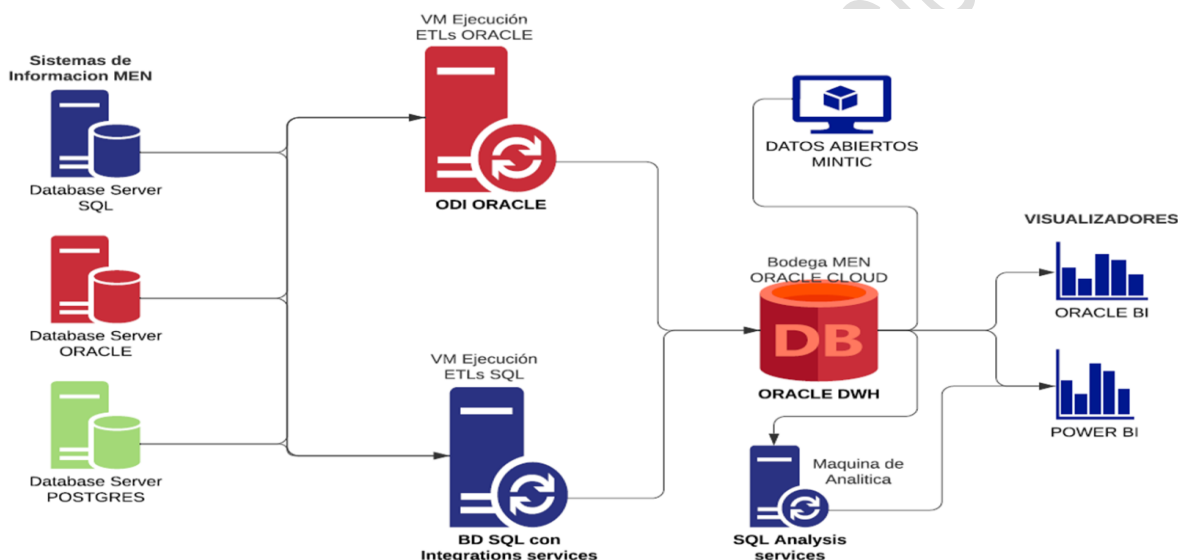 Sistemas de
Informacion MEN
Database Server
SQL
Database Server
ORACLE
Database Server
POSTGRES
VM Ejecución
ETLs ORACLE
ODI ORACLE
VM Ejecución
ETLs SQL
BD SQL con
Integrations services
DATOS ABIERTOS
MINTIC
Bodega MEN
ORACLE CLOUD
DB
ORACLE DWH
Maquina de
Analitica
SQL Analysis
services
VISUALIZADORES
ORACLE BI
POWER BI